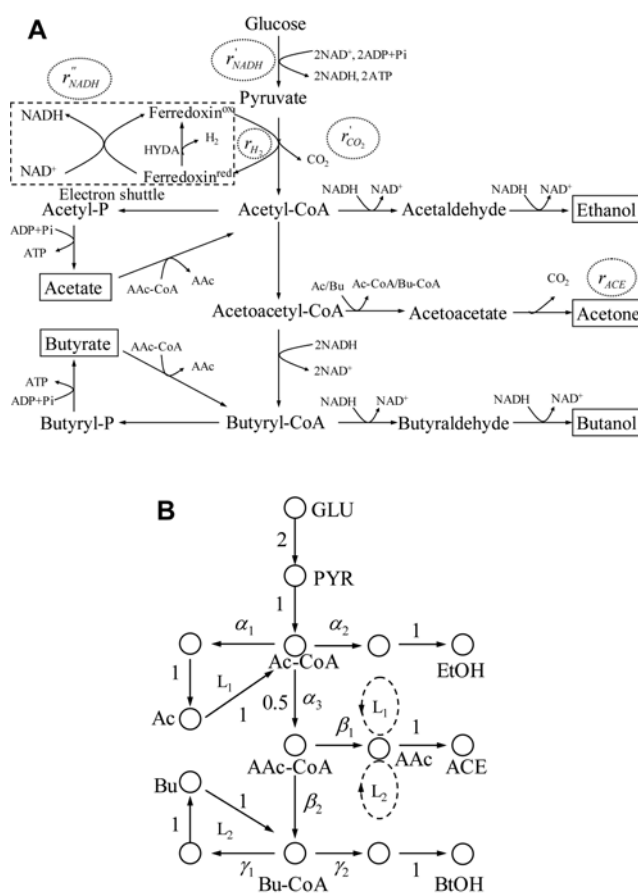 A
Glucose
r''NADH
r'NADH
2NAD⁺, 2ADP+Pi
2NADH, 2ATP
Pyruvate
NADH
Ferredoxinᵒˣ
NAD⁺
HYDA
H₂
Ferredoxinʳᵉᵈ
rH₂
r'CO₂
CO₂
Electron shuttle
Acetyl-P
Acetyl-CoA
NADH NAD⁺
Acetaldehyde
NADH NAD⁺
Ethanol
ADP+Pi
ATP
Acetate
AAc-CoA
AAc
Acetoacetyl-CoA
Ac/Bu
Ac-CoA/Bu-CoA
Acetoacetate
CO₂
rACE
Acetone
Butyrate
AAc-CoA
AAc
2NADH
2NAD⁺
ATP
ADP+Pi
Butyryl-P
Butyryl-CoA
NADH NAD⁺
Butyraldehyde
NADH NAD⁺
Butanol
B
GLU
2
PYR
1
α₁
α₂
1
Ac-CoA
EtOH
1
L₁
1
Ac
0.5
α₃
L₁
β₁
1
AAc-CoA
AAc
ACE
L₂
Bu
1
β₂
1
L₂
γ₁
γ₂
1
Bu-CoA
BtOH